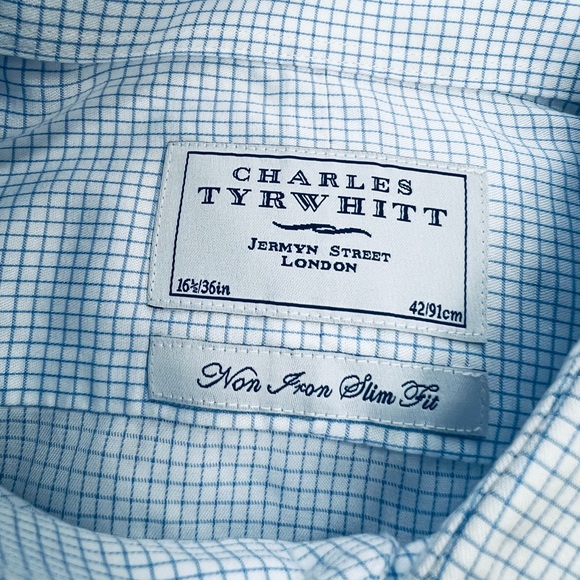 CHARLES
TYRWHITT
JERMYN STREET
LONDON
16½/36in
42/91cm
Non Iron Slim Fit